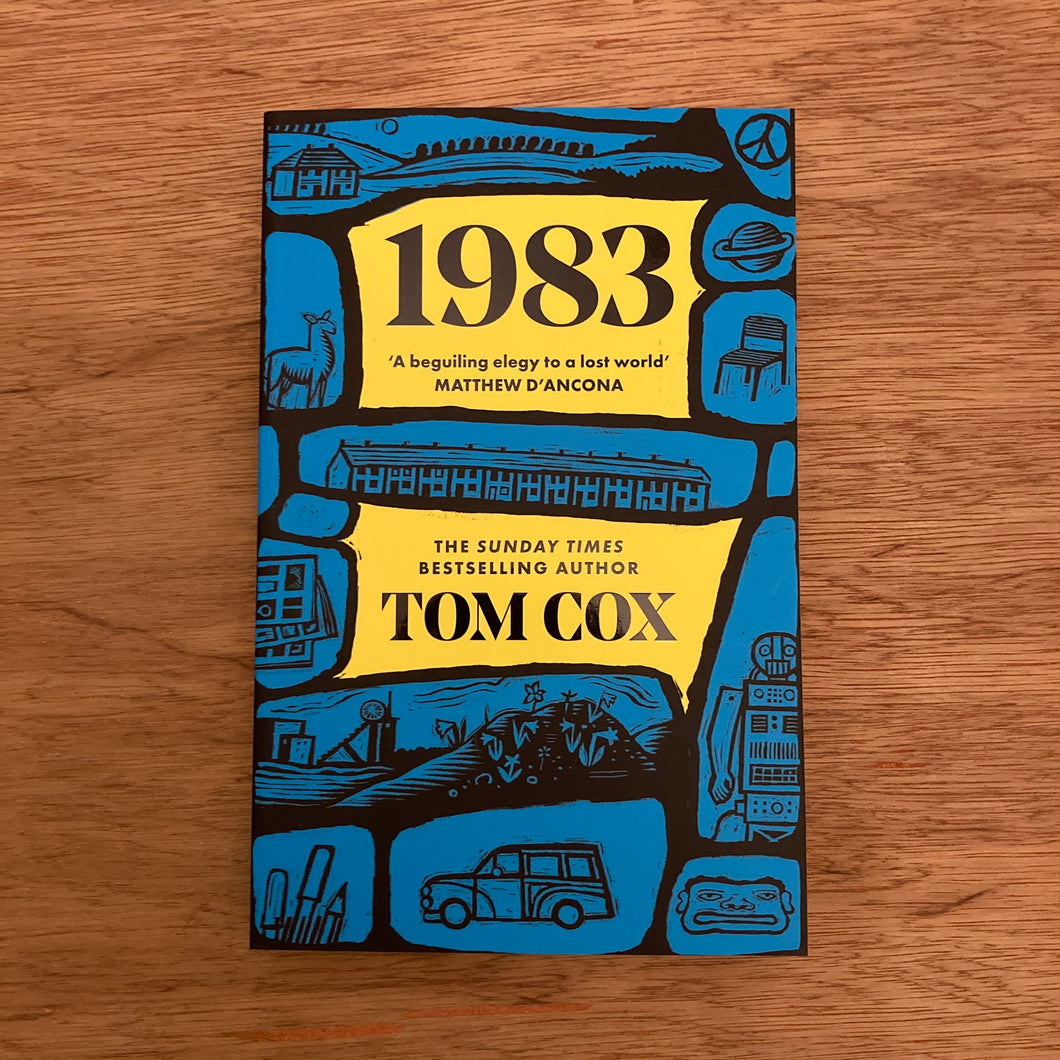 1983
‘A beguiling elegy to a lost world’
MATTHEW D’ANCONA
THE SUNDAY TIMES
BESTSELLING AUTHOR
TOM COX